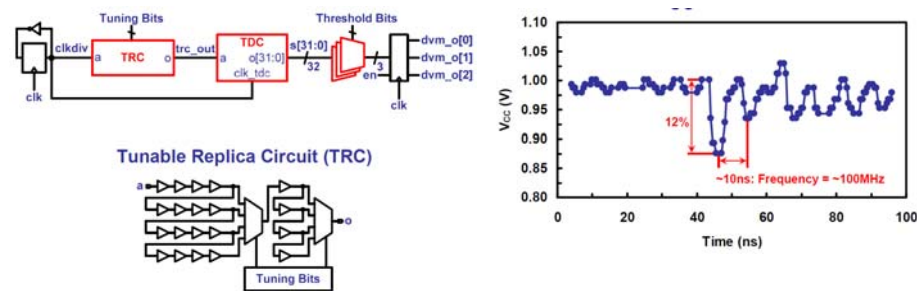 Tuning Bits
Threshold Bits
clkdiv
TRC
a
o
trc_out
TDC
a
o[31:0]
clk_tdc
s[31:0]
32
3
en
dvm_o[0]
dvm_o[1]
dvm_o[2]
clk
clk
Tunable Replica Circuit (TRC)
a
o
Tuning Bits
1.10
1.05
1.00
0.95
0.90
0.85
0.80
VCC (V)
12%
~10ns: Frequency = ~100MHz
0
20
40
60
80
100
Time (ns)